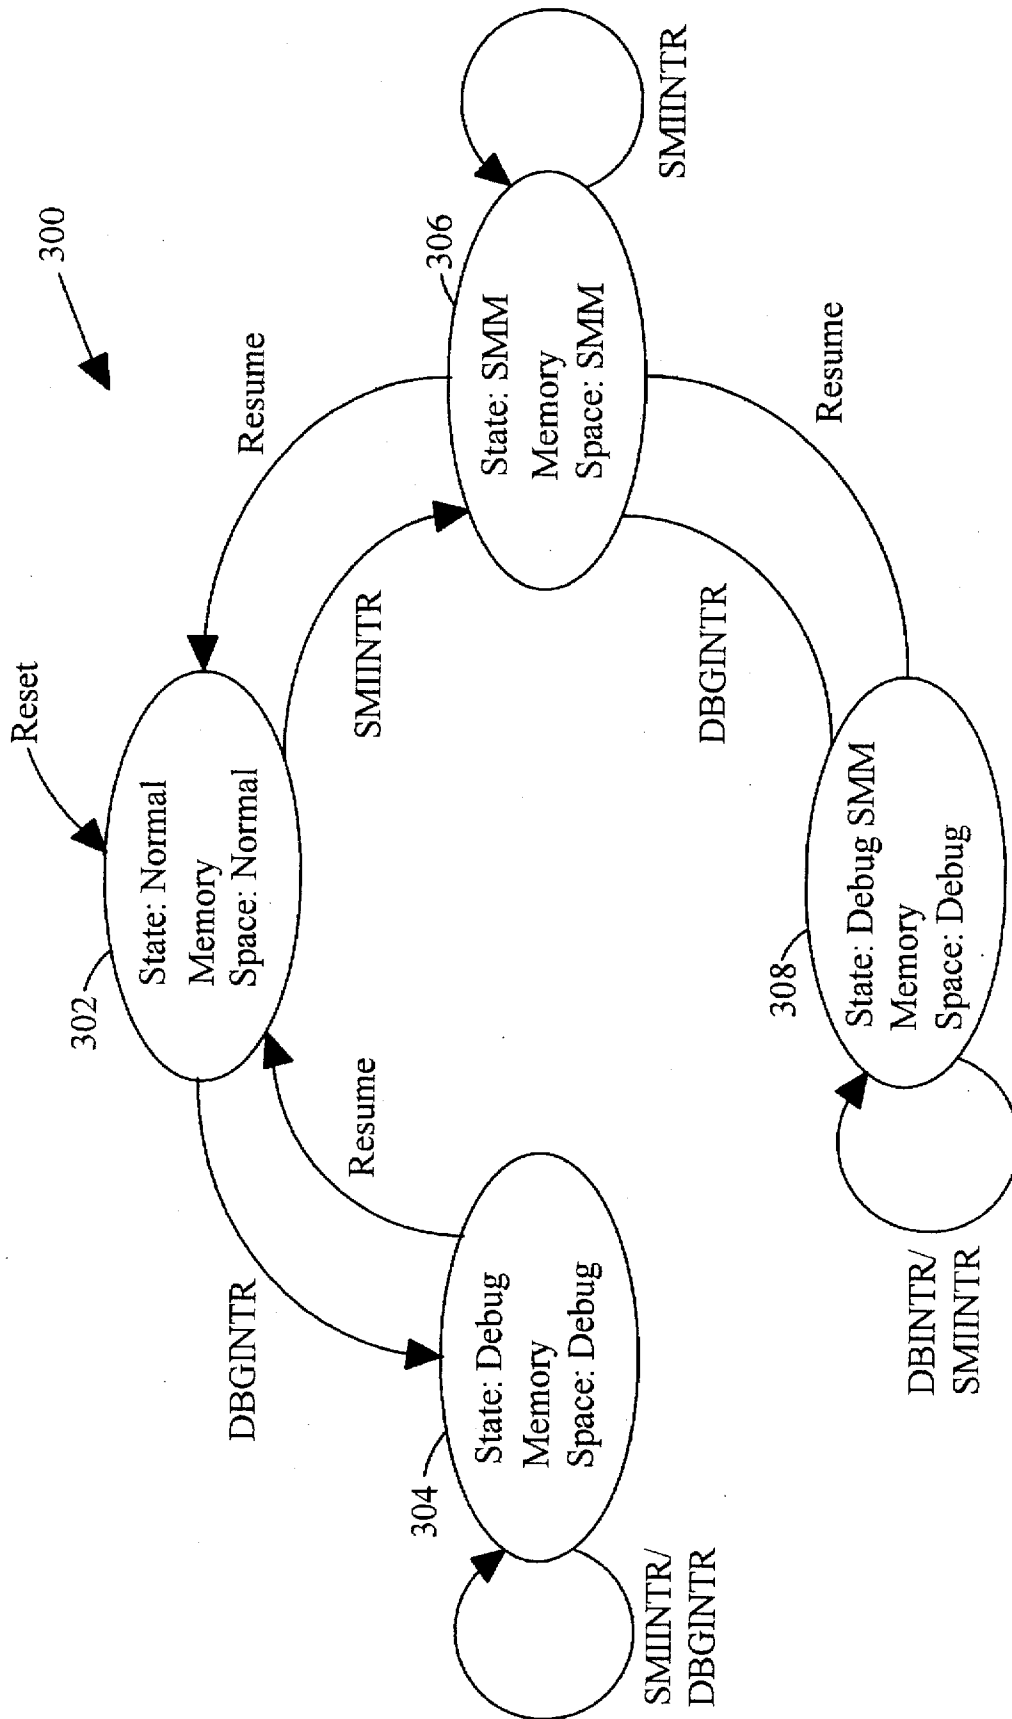 300
Reset
302
State: Normal
Memory
Space: Normal
Resume
SMIINTR
DBGINTR
Resume
304
State: Debug
Memory
Space: Debug
SMIINTR/
DBGINTR
306
State: SMM
Memory
Space: SMM
SMIINTR
DBGINTR
Resume
308
State: Debug SMM
Memory
Space: Debug
DBINTR/
SMIINTR